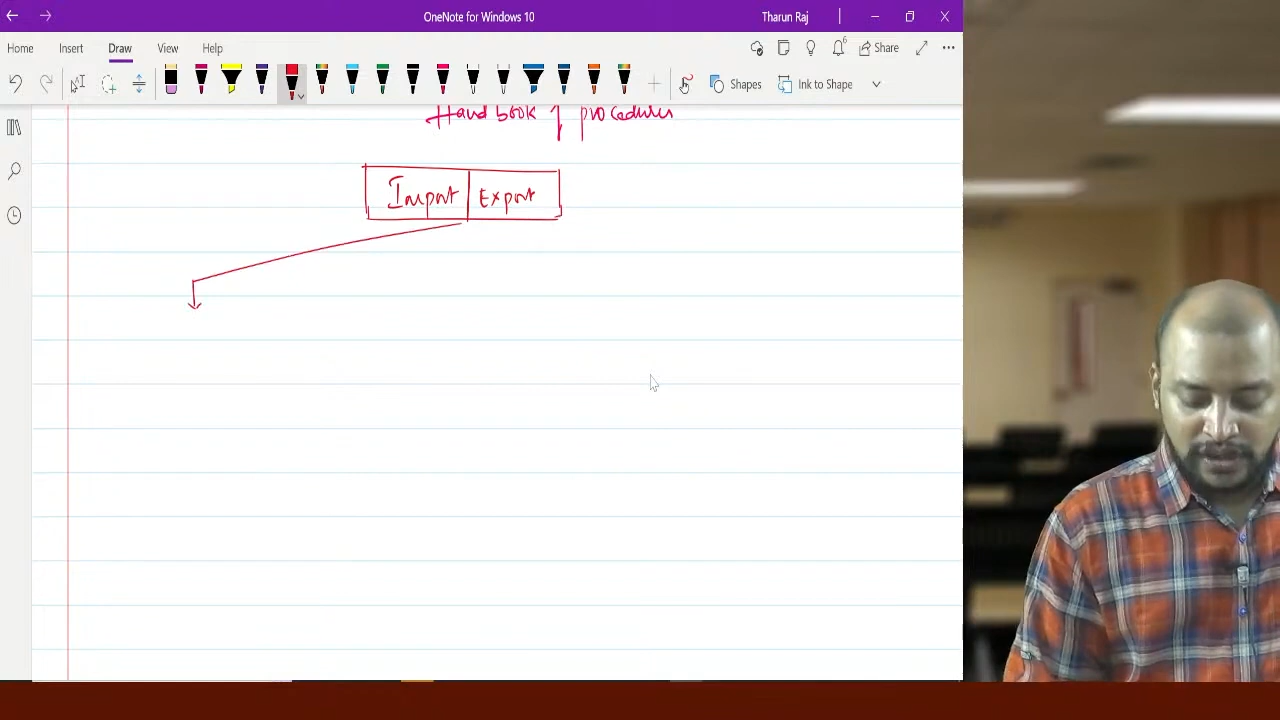 OneNote for Windows 10
Tharun Raj
Home Insert Draw View Help
6
Share
Shapes
Ink to Shape
Hand book of procedures
Import Export